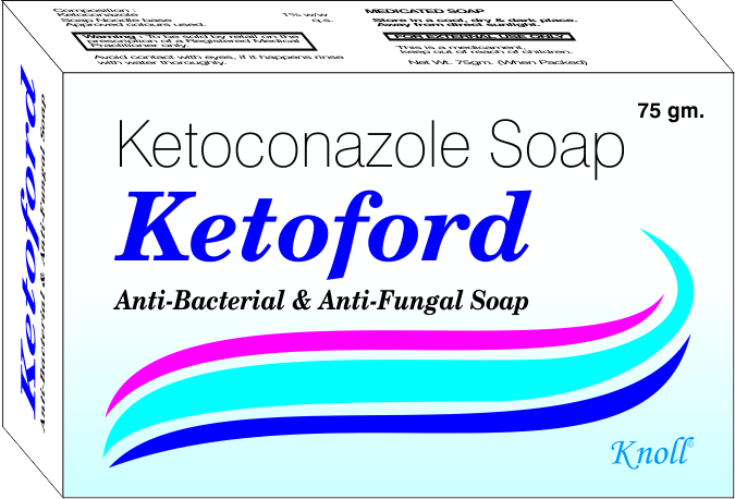 Composition :
Ketoconazole 1% w/w
Soap Noodle base q.s.
Approved colours used.
Warning : To be sold by retail on the
prescription of a Registered Medical
Practitioner only.
Avoid contact with eyes, if it happens rinse
with water thoroughly.
MEDICATED SOAP
Store in a cool, dry & dark place.
Away from direct sunlight.
FOR EXTERNAL USE ONLY
This is a medicament,
keep out of reach of children.
Net Wt. 75gm. (When Packed)
75 gm.
Ketoconazole Soap
Ketoford
Anti-Bacterial & Anti-Fungal Soap
Knoll©
Ketoford
Anti-Bacterial & Anti-Fungal Soap